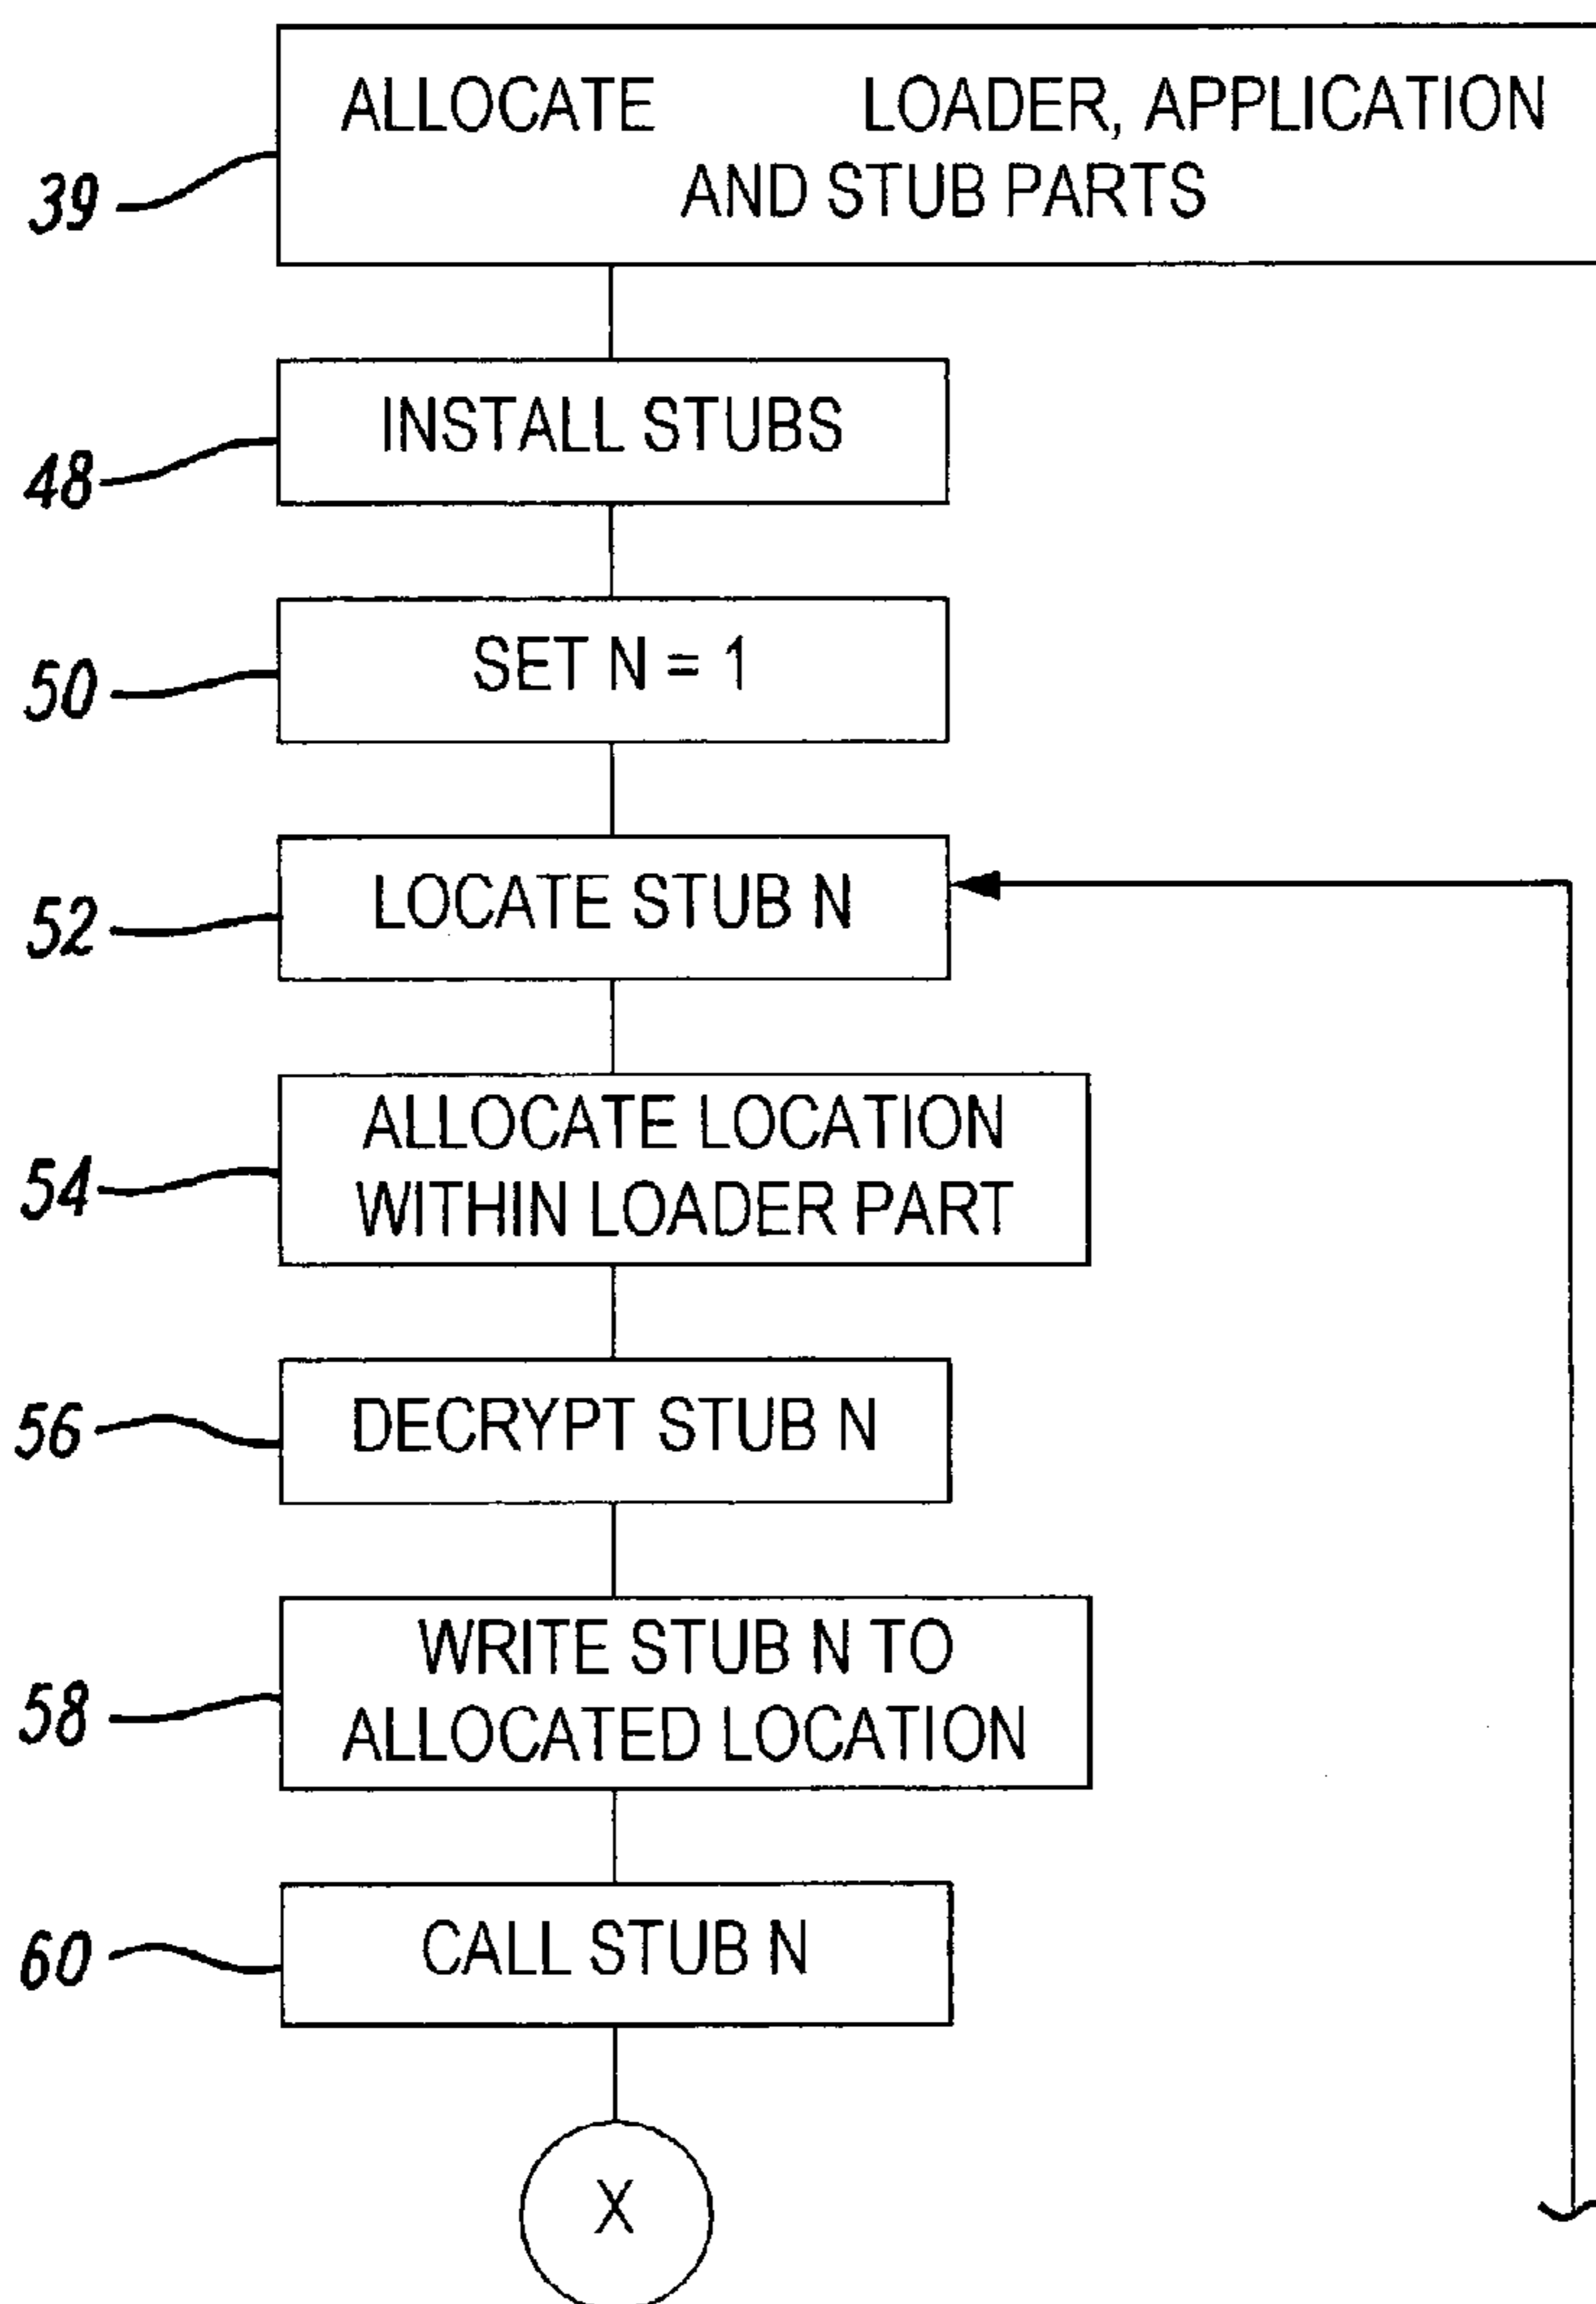 ALLOCATE LOADER, APPLICATION
AND STUB PARTS
39
INSTALL STUBS
48
SET N = 1
50
LOCATE STUB N
52
ALLOCATE LOCATION
WITHIN LOADER PART
54
DECRYPT STUB N
56
WRITE STUB N TO
ALLOCATED LOCATION
58
CALL STUB N
60
X